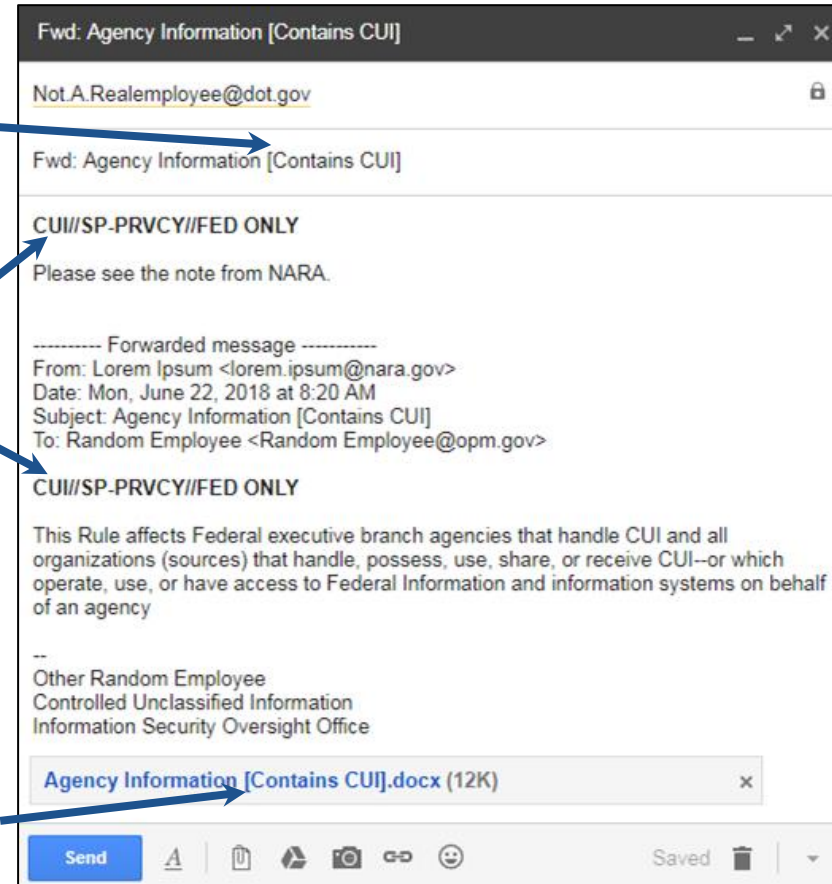 Fwd: Agency Information [Contains CUI]
Not.A.Realemployee@dot.gov
Fwd: Agency Information [Contains CUI]
CUI//SP-PRVCY//FED ONLY
Please see the note from NARA.
---------- Forwarded message -----------
From: Lorem Ipsum <lorem.ipsum@nara.gov>
Date: Mon, June 22, 2018 at 8:20 AM
Subject: Agency Information [Contains CUI]
To: Random Employee <Random Employee@opm.gov>
CUI//SP-PRVCY//FED ONLY
This Rule affects Federal executive branch agencies that handle CUI and all
organizations (sources) that handle, possess, use, share, or receive CUI--or which
operate, use, or have access to Federal Information and information systems on behalf
of an agency
--
Other Random Employee
Controlled Unclassified Information
Information Security Oversight Office
Agency Information [Contains CUI].docx (12K)
Send A Saved